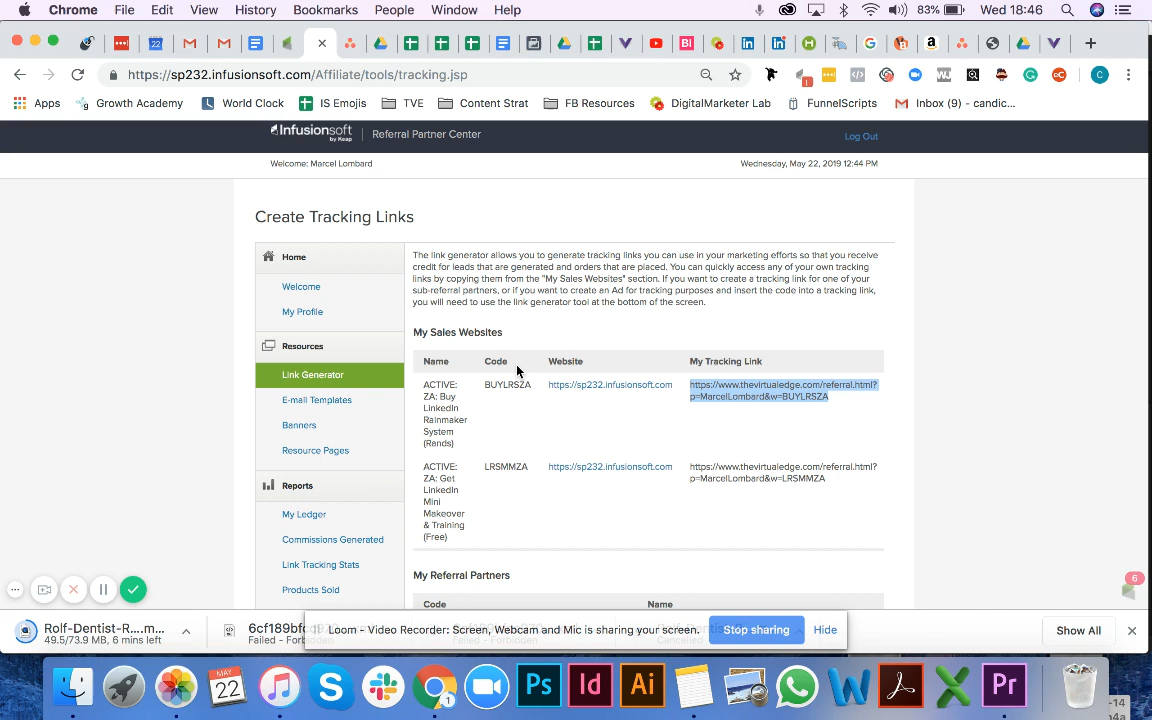 Chrome File Edit View History Bookmarks People Window Help 83% Wed 18:46
https://sp232.infusionsoft.com/Affiliate/tools/tracking.jsp
Apps Growth Academy World Clock IS Emojis TVE Content Strat FB Resources DigitalMarketer Lab FunnelScripts Inbox (9) - candic...
Infusionsoft by Keap Referral Partner Center Log Out
Welcome: Marcel Lombard Wednesday, May 22, 2019 12:44 PM
Create Tracking Links
Home
Welcome
My Profile
Resources
Link Generator
E-mail Templates
Banners
Resource Pages
Reports
My Ledger
Commissions Generated
Link Tracking Stats
Products Sold
The link generator allows you to generate tracking links you can use in your marketing efforts so that you receive
credit for leads that are generated and orders that are placed. You can quickly access any of your own tracking
links by copying them from the "My Sales Websites" section. If you want to create a tracking link for one of your
sub-referral partners, or if you want to create an Ad for tracking purposes and insert the code into a tracking link,
you will need to use the link generator tool at the bottom of the screen.
My Sales Websites
Name Code Website My Tracking Link
ACTIVE: BUYLRSZA https://sp232.infusionsoft.com https://www.thevirtualedge.com/referral.html?
ZA: Buy p=MarcelLombard&w=BUYLRSZA
LinkedIn
Rainmaker
System
(Rands)
ACTIVE: LRSMMZA https://sp232.infusionsoft.com https://www.thevirtualedge.com/referral.html?
ZA: Get p=MarcelLombard&w=LRSMMZA
LinkedIn
Mini
Makeover
& Training
(Free)
My Referral Partners
Code Name
6
Rolf-Dentist-R....m...
49.5/73.9 MB, 6 mins left
Loom - Video Recorder: Screen, Webcam and Mic is sharing your screen. Stop sharing Hide
Show All
MAY
22
Ps Id Ai Pr